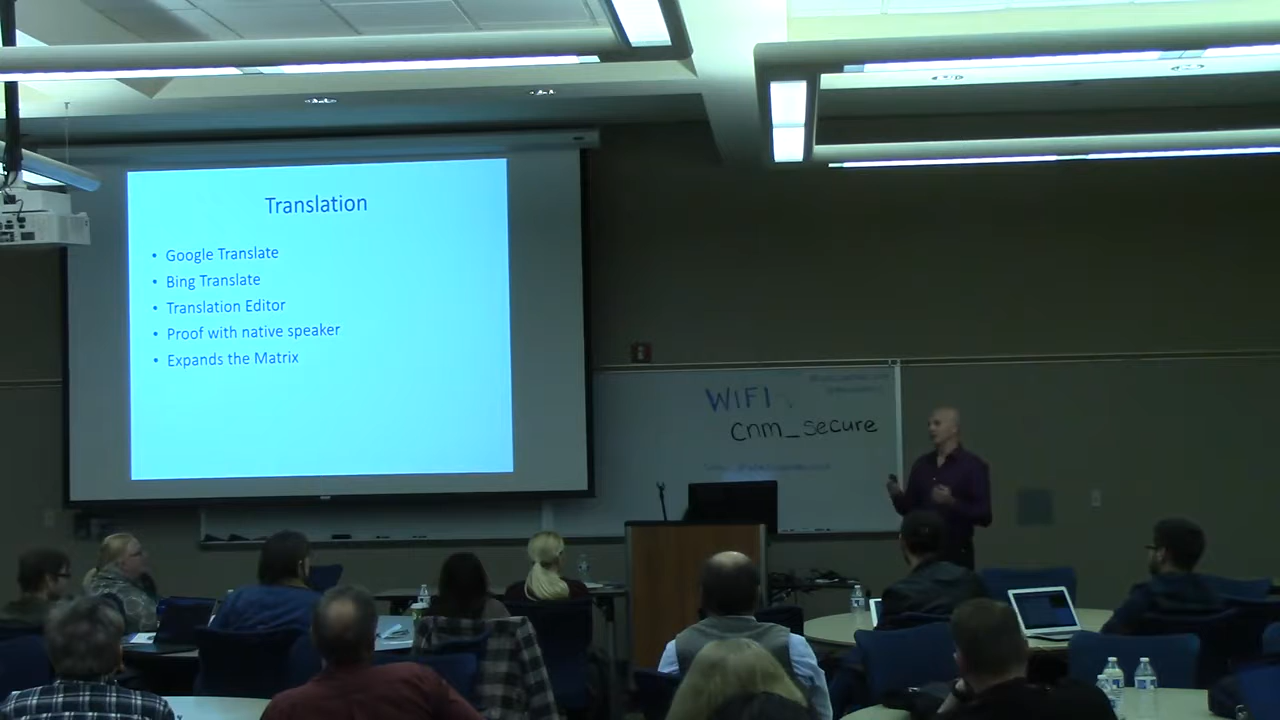 Translation
• Google Translate
• Bing Translate
• Translation Editor
• Proof with native speaker
• Expands the Matrix
WIFI
cnm_secure